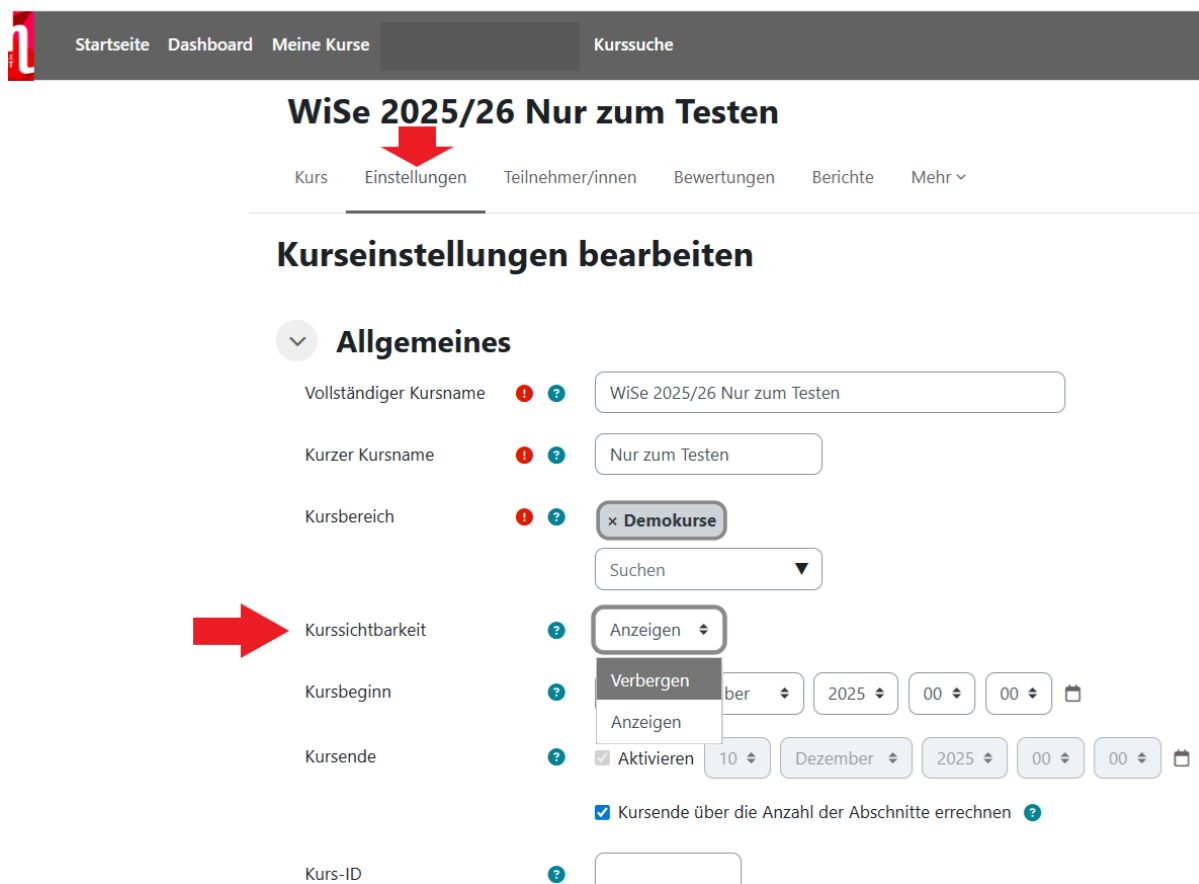 Startseite Dashboard Meine Kurse Kurssuche
WiSe 2025/26 Nur zum Testen
Kurs Einstellungen Teilnehmer/innen Bewertungen Berichte Mehr
Kurseinstellungen bearbeiten
Allgemeines
Vollständiger Kursname ! ? WiSe 2025/26 Nur zum Testen
Kurzer Kursname ! ? Nur zum Testen
Kursbereich ! ? × Demokurse
Suchen
Kurssichtbarkeit ? Anzeigen
Verbergen
Anzeigen
Kursbeginn ? ber 2025 00 00
Kursende ? Aktivieren 10 Dezember 2025 00 00
Kursende über die Anzahl der Abschnitte errechnen ?
Kurs-ID ?